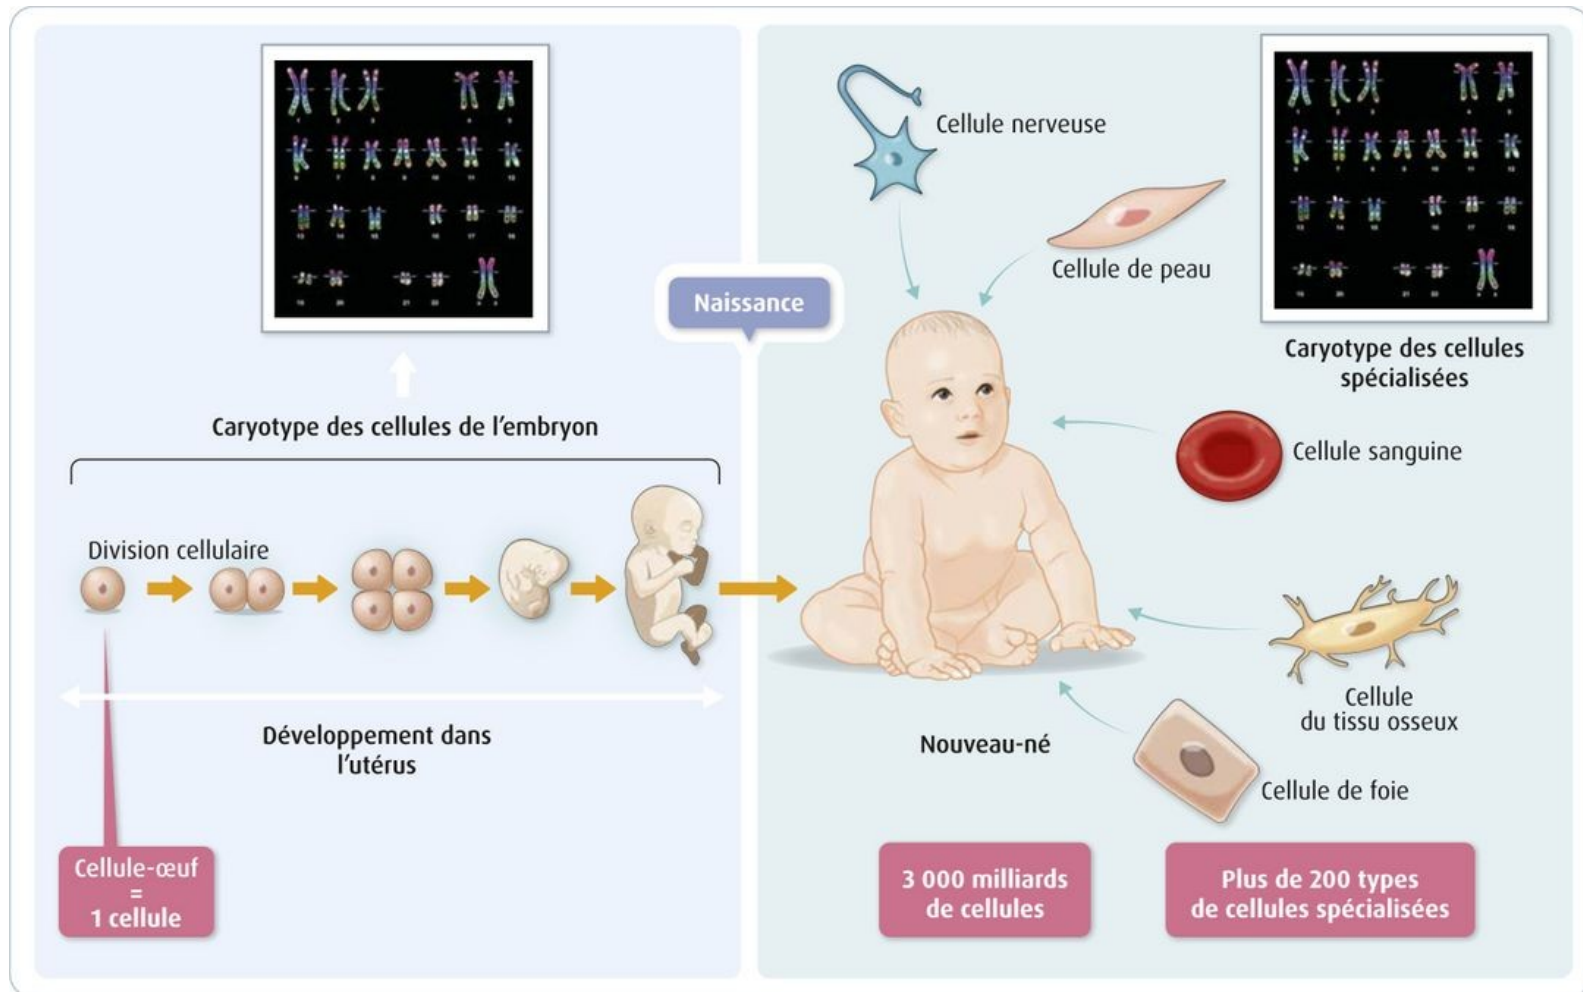 Caryotype des cellules de l'embryon
Division cellulaire
Développement dans
l'utérus
Cellule-œuf
=
1 cellule
Naissance
Cellule nerveuse
Cellule de peau
Caryotype des cellules
spécialisées
Cellule sanguine
Cellule
du tissu osseux
Cellule de foie
Nouveau-né
3 000 milliards
de cellules
Plus de 200 types
de cellules spécialisées